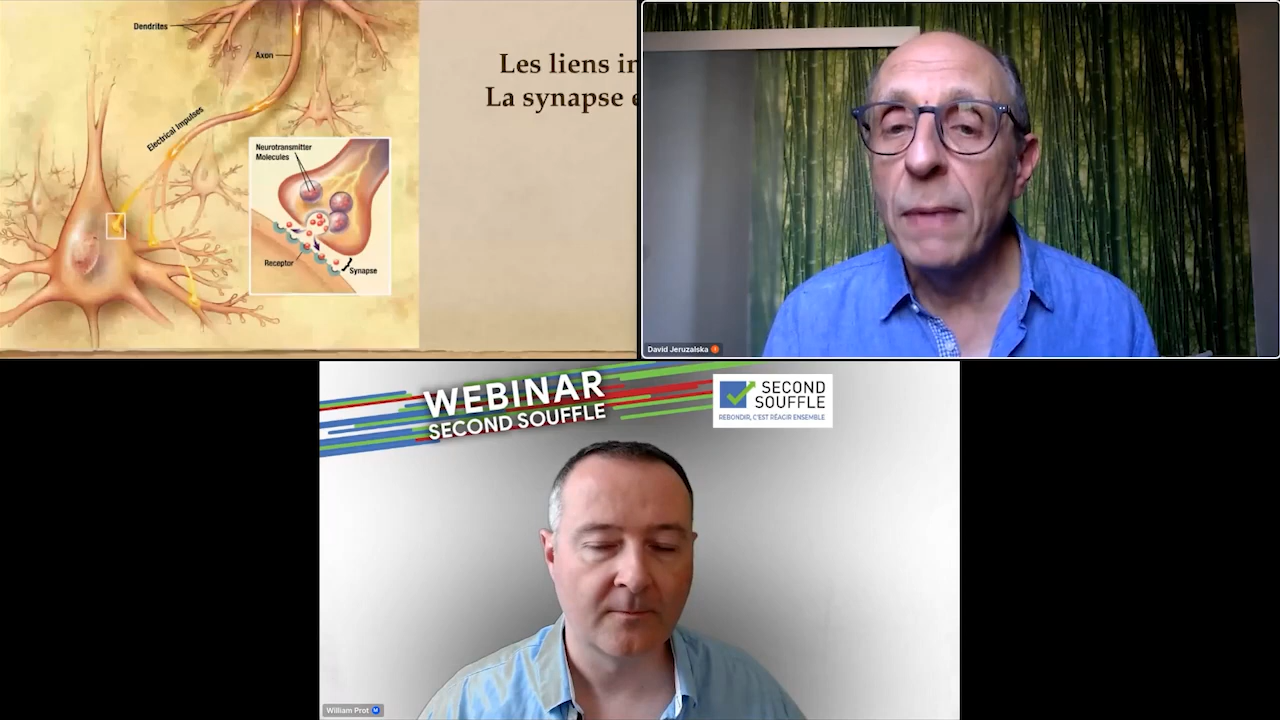 Dendrites
Axon
Electrical Impulses
Neurotransmitter
Molecules
Receptor
Synapse
Les liens
La synapse
David Jeruzalska
WEBINAR
SECOND SOUFFLE
SECOND
SOUFFLE
REBONDIR, C'EST RÉAGIR ENSEMBLE
William Prot